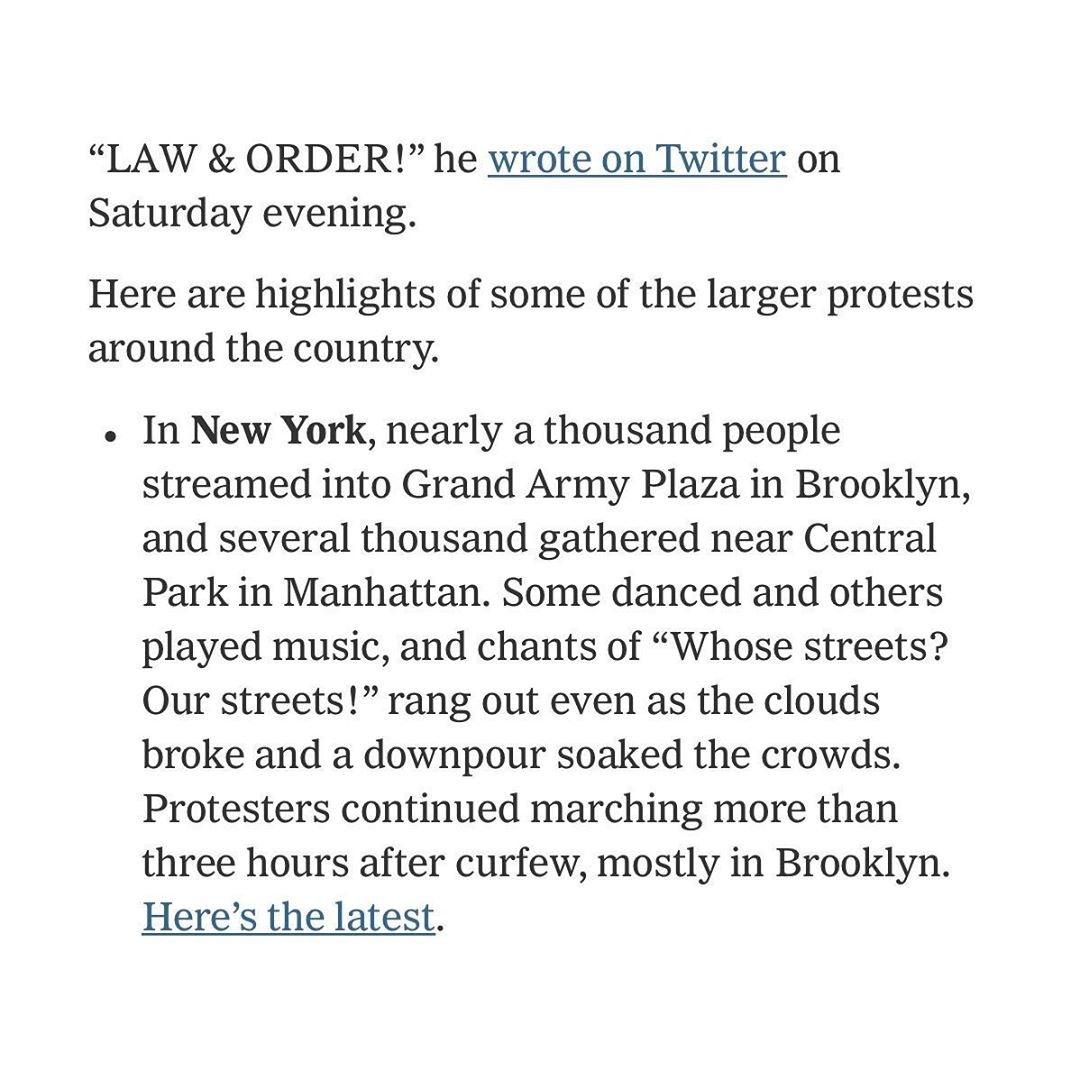 “LAW & ORDER!” he wrote on Twitter on
Saturday evening.
Here are highlights of some of the larger protests
around the country.
• In New York, nearly a thousand people
streamed into Grand Army Plaza in Brooklyn,
and several thousand gathered near Central
Park in Manhattan. Some danced and others
played music, and chants of “Whose streets?
Our streets!” rang out even as the clouds
broke and a downpour soaked the crowds.
Protesters continued marching more than
three hours after curfew, mostly in Brooklyn.
Here’s the latest.